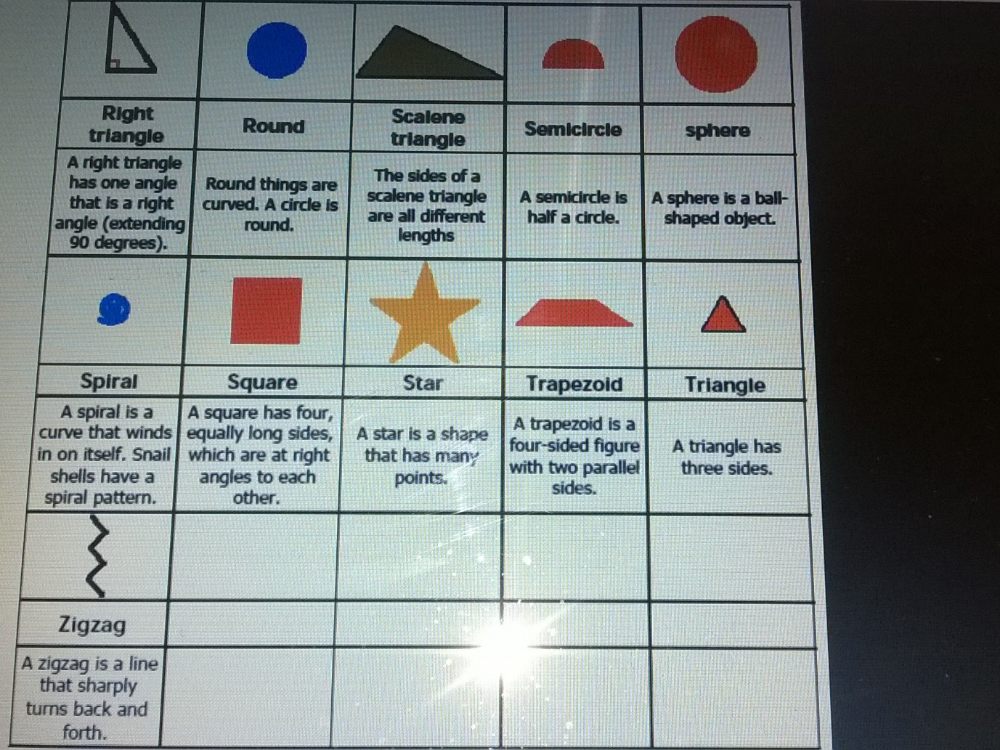 Right
triangle
Round
Scalene
triangle
Semicircle
sphere
A right triangle
has one angle
that is a right
angle (extending
90 degrees).
Round things are
curved. A circle is
round.
The sides of a
scalene triangle
are all different
lengths
A semicircle is
half a circle.
A sphere is a ball-
shaped object.
Spiral
Square
Star
Trapezoid
Triangle
A spiral is a
curve that winds
in on itself. Snail
shells have a
spiral pattern.
A square has four,
equally long sides,
which are at right
angles to each
other.
A star is a shape
that has many
points.
A trapezoid is a
four-sided figure
with two parallel
sides.
A triangle has
three sides.
Zigzag
A zigzag is a line
that sharply
turns back and
forth.